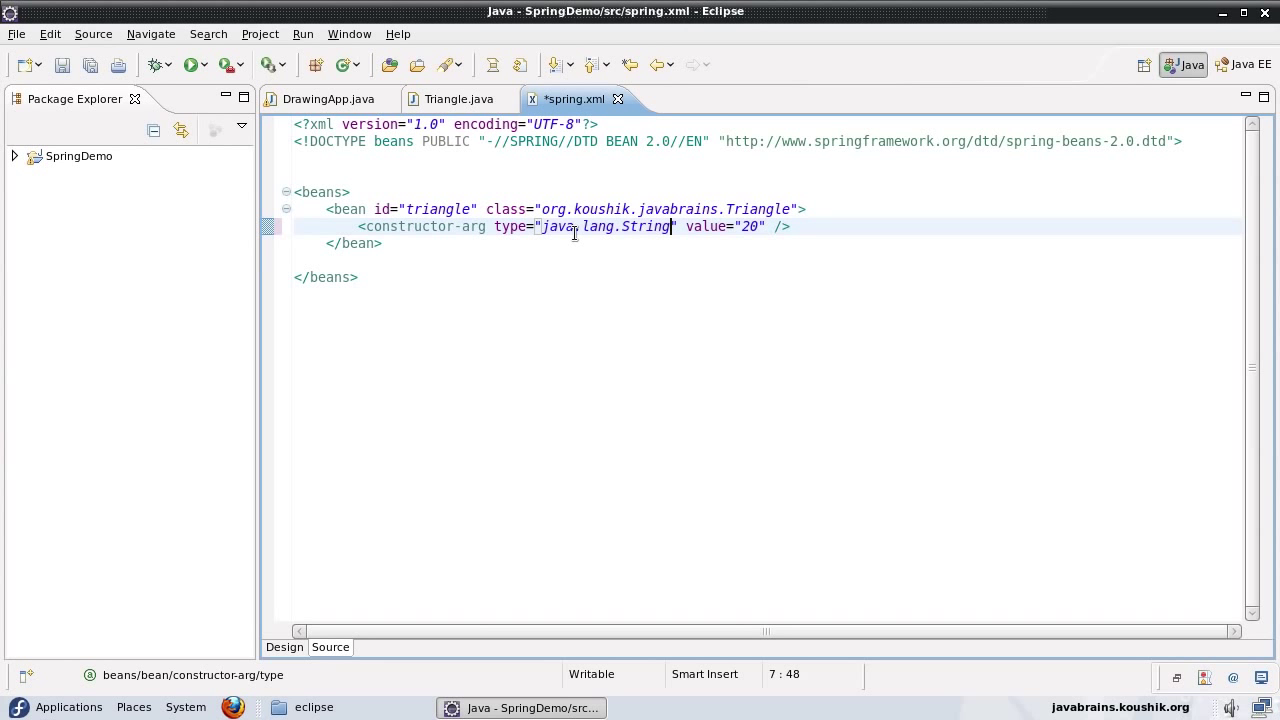 Java - SpringDemo/src/spring.xml - Eclipse
File Edit Source Navigate Search Project Run Window Help
Java Java EE
Package Explorer DrawingApp.java Triangle.java *spring.xml
SpringDemo
<?xml version="1.0" encoding="UTF-8"?>
<!DOCTYPE beans PUBLIC "-//SPRING//DTD BEAN 2.0//EN" "http://www.springframework.org/dtd/spring-beans-2.0.dtd">
<beans>
<bean id="triangle" class="org.koushik.javabrains.Triangle">
<constructor-arg type="java.lang.String" value="20" />
</bean>
</beans>
Design Source
beans/bean/constructor-arg/type Writable Smart Insert 7 : 48
Applications Places System eclipse Java - SpringDemo/src... javabrains.koushik.org